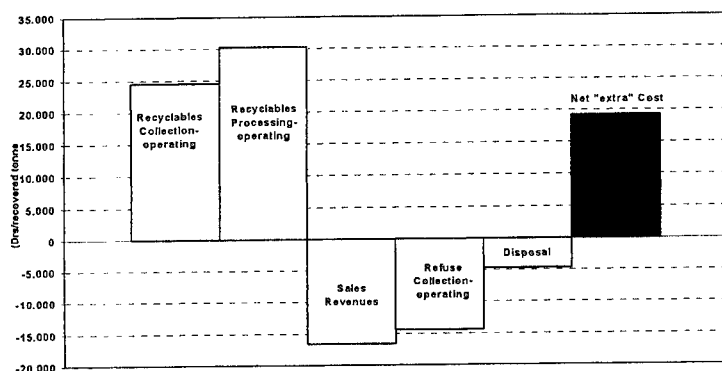 35.000
30.000
25.000
20.000
15.000
10.000
5.000
0
-5.000
-10.000
-15.000
-20.000
(Drs/recovered tonne
Recyclables
Collection-
operating
Recyclables
Processing-
operating
Sales
Revenues
Refuse
Collection-
operating
Disposal
Net "extra" Cost